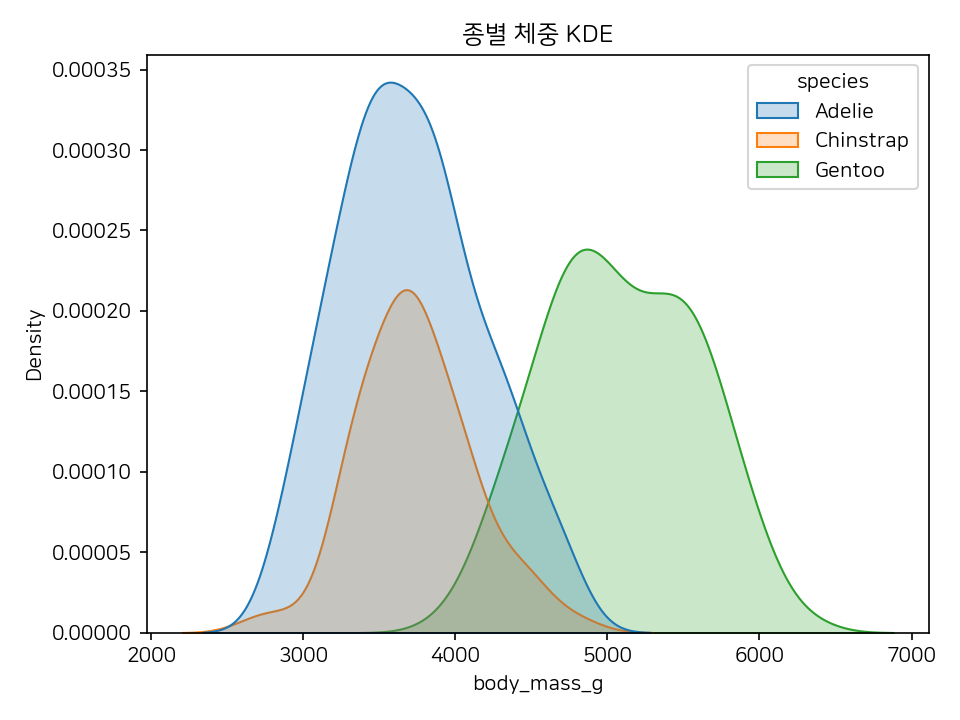 종별 체중 KDE
species
Adelie
Chinstrap
Gentoo
Density
0.00035
0.00030
0.00025
0.00020
0.00015
0.00010
0.00005
0.00000
2000 3000 4000 5000 6000 7000
body_mass_g